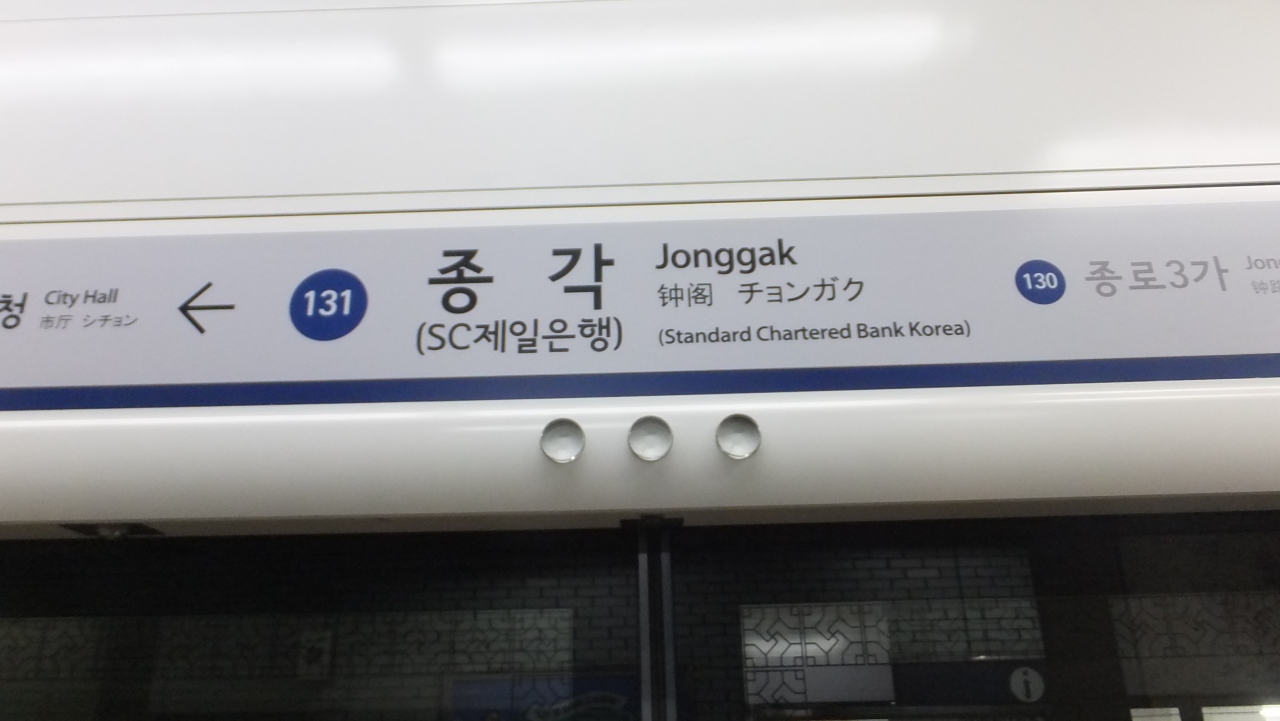 청
City Hall
市厅 シチョン
131
종 각
(SC제일은행)
Jonggak
钟阁 チョンガク
(Standard Chartered Bank Korea)
130
종로3가